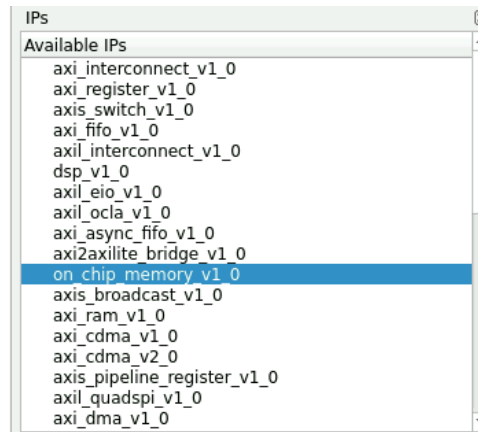 IPs
Available IPs
axi_interconnect_v1_0
axi_register_v1_0
axis_switch_v1_0
axi_fifo_v1_0
axil_interconnect_v1_0
dsp_v1_0
axil_eio_v1_0
axil_ocla_v1_0
axi_async_fifo_v1_0
axi2axilite_bridge_v1_0
on_chip_memory_v1_0
axis_broadcast_v1_0
axi_ram_v1_0
axi_cdma_v1_0
axi_cdma_v2_0
axis_pipeline_register_v1_0
axil_quadspi_v1_0
axi_dma_v1_0